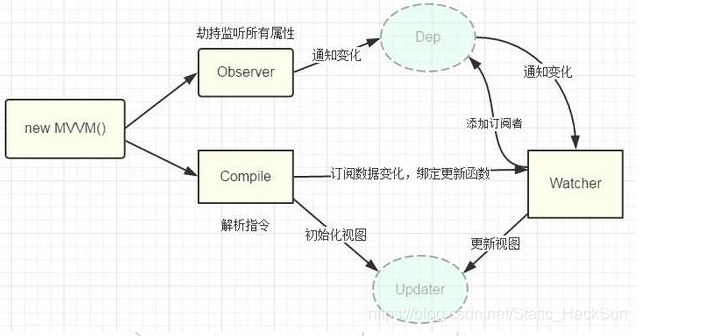 劫持监听所有属性
Dep
Observer
通知变化
通知变化
new MVVM()
添加订阅者
Compile
订阅数据变化，绑定更新函数
Watcher
解析指令
初始化视图
更新视图
Updater
https://blog.csdn.net/Static_HackSun